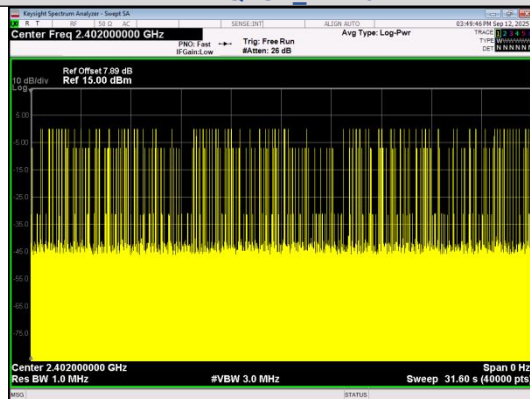 Keysight Spectrum Analyzer - Swept SA
R T RF 50 Ω AC SENSE:INT ALIGN AUTO 03:49:46 PM Sep 12, 2025
Center Freq 2.402000000 GHz
PNO: Fast
IFGain:Low
Trig: Free Run
#Atten: 26 dB
Avg Type: Log-Pwr
TRACE 1 2 3 4 5
TYPE
DET N N N N N
Ref Offset 7.89 dB
10 dB/div Ref 15.00 dBm
Log
5.00
-5.00
-15.0
-25.0
-35.0
-45.0
-55.0
-65.0
-75.0
Center 2.402000000 GHz Span 0 Hz
Res BW 1.0 MHz #VBW 3.0 MHz Sweep 31.60 s (40000 pts)
MSG STATUS